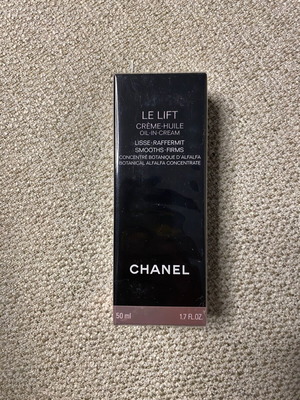 LE LIFT
CRÈME-HUILE
OIL-IN-CREAM
LISSE-RAFFERMIT
SMOOTHS-FIRMS
CONCENTRÉ BOTANIQUE D'ALFALFA
BOTANICAL ALFALFA CONCENTRATE
CHANEL
50 ml 1.7 FL.OZ.